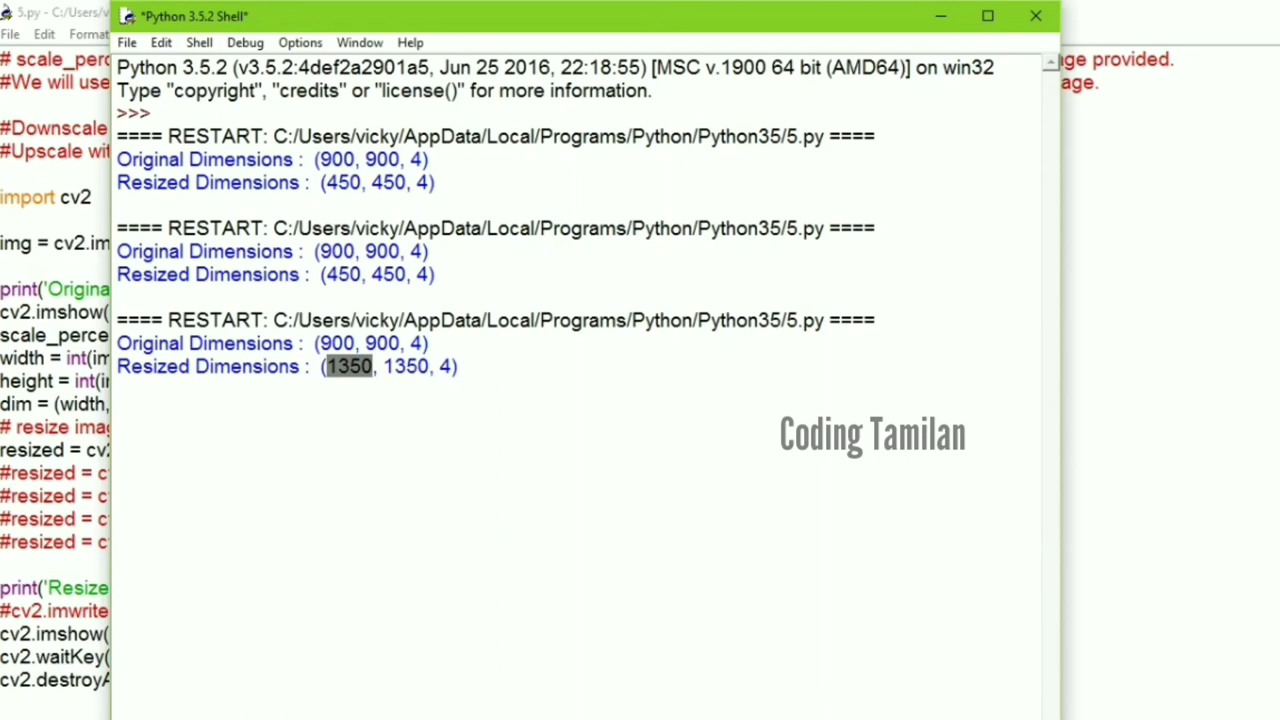 5.py - C:/Users/v
File Edit Format
# scale_perc
#We will use
#Downscale
#Upscale wit
import cv2
img = cv2.im
print('Origina
cv2.imshow(
scale_perce
width = int(im
height = int(i
dim = (width,
# resize ima
resized = cv
#resized = c
#resized = c
#resized = c
#resized = c
print('Resize
#cv2.imwrite
cv2.imshow(
cv2.waitKey(
cv2.destroyA
*Python 3.5.2 Shell*
File Edit Shell Debug Options Window Help
Python 3.5.2 (v3.5.2:4def2a2901a5, Jun 25 2016, 22:18:55) [MSC v.1900 64 bit (AMD64)] on win32
Type "copyright", "credits" or "license()" for more information.
>>>
==== RESTART: C:/Users/vicky/AppData/Local/Programs/Python/Python35/5.py ====
Original Dimensions :  (900, 900, 4)
Resized Dimensions :  (450, 450, 4)
==== RESTART: C:/Users/vicky/AppData/Local/Programs/Python/Python35/5.py ====
Original Dimensions :  (900, 900, 4)
Resized Dimensions :  (450, 450, 4)
==== RESTART: C:/Users/vicky/AppData/Local/Programs/Python/Python35/5.py ====
Original Dimensions :  (900, 900, 4)
Resized Dimensions :  (1350, 1350, 4)
Coding Tamilan
ge provided.
age.